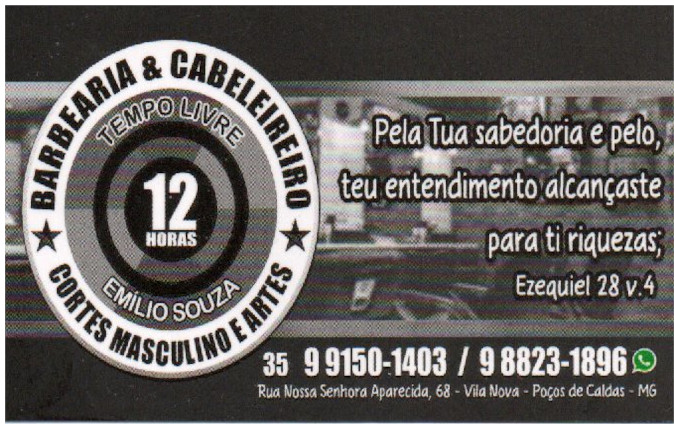 BARBEARIA & CABELEIREIRO
TEMPO LIVRE
12
HORAS
EMÍLIO SOUZA
CORTES MASCULINO E ARTES
Pela Tua sabedoria e pelo,
teu entendimento alcançaste
para ti riquezas;
Ezequiel 28 v.4
35 9 9150-1403 / 9 8823-1896
Rua Nossa Senhora Aparecida, 68 - Vila Nova - Poços de Caldas - MG